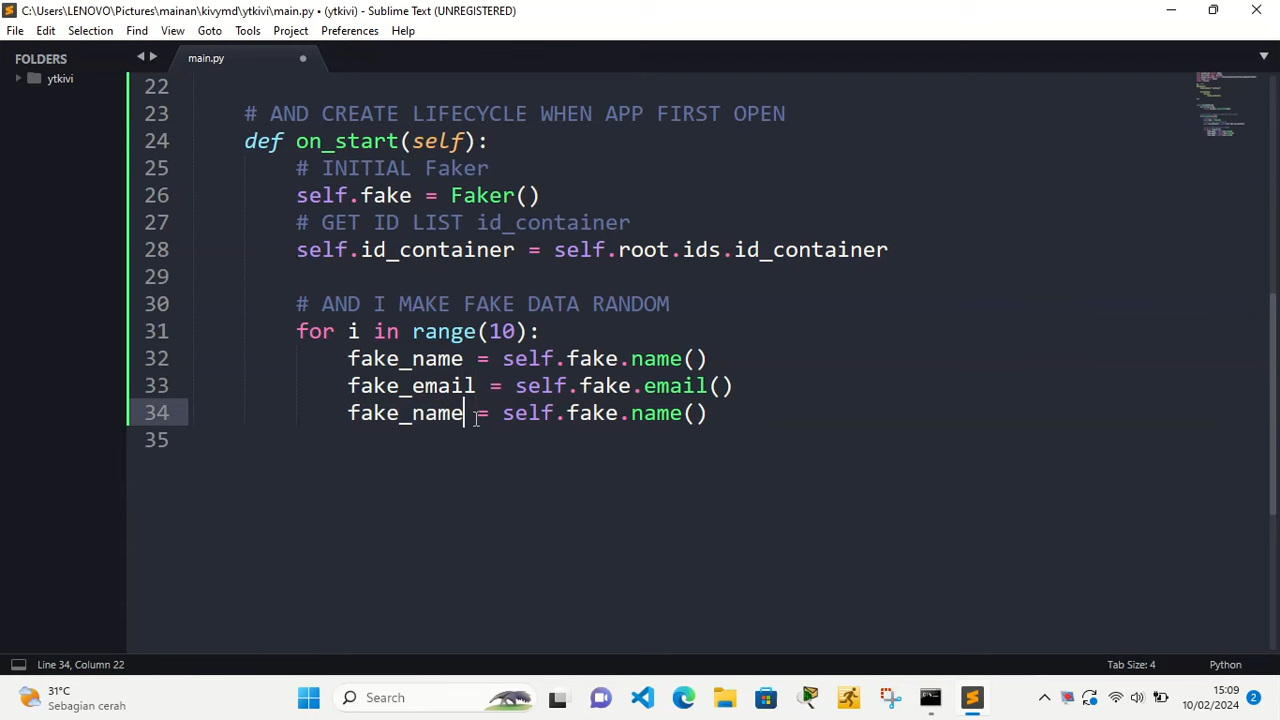 C:\Users\LENOVO\Pictures\mainan\kivymd\ytkivi\main.py • (ytkivi) - Sublime Text (UNREGISTERED)
File Edit Selection Find View Goto Tools Project Preferences Help
FOLDERS
ytkivi
main.py
22
23 # AND CREATE LIFECYCLE WHEN APP FIRST OPEN
24 def on_start(self):
25 # INITIAL Faker
26 self.fake = Faker()
27 # GET ID LIST id_container
28 self.id_container = self.root.ids.id_container
29
30 # AND I MAKE FAKE DATA RANDOM
31 for i in range(10):
32 fake_name = self.fake.name()
33 fake_email = self.fake.email()
34 fake_name = self.fake.name()
35
Line 34, Column 22
Tab Size: 4
Python
31°C
Sebagian cerah
Search
15:09
10/02/2024
2